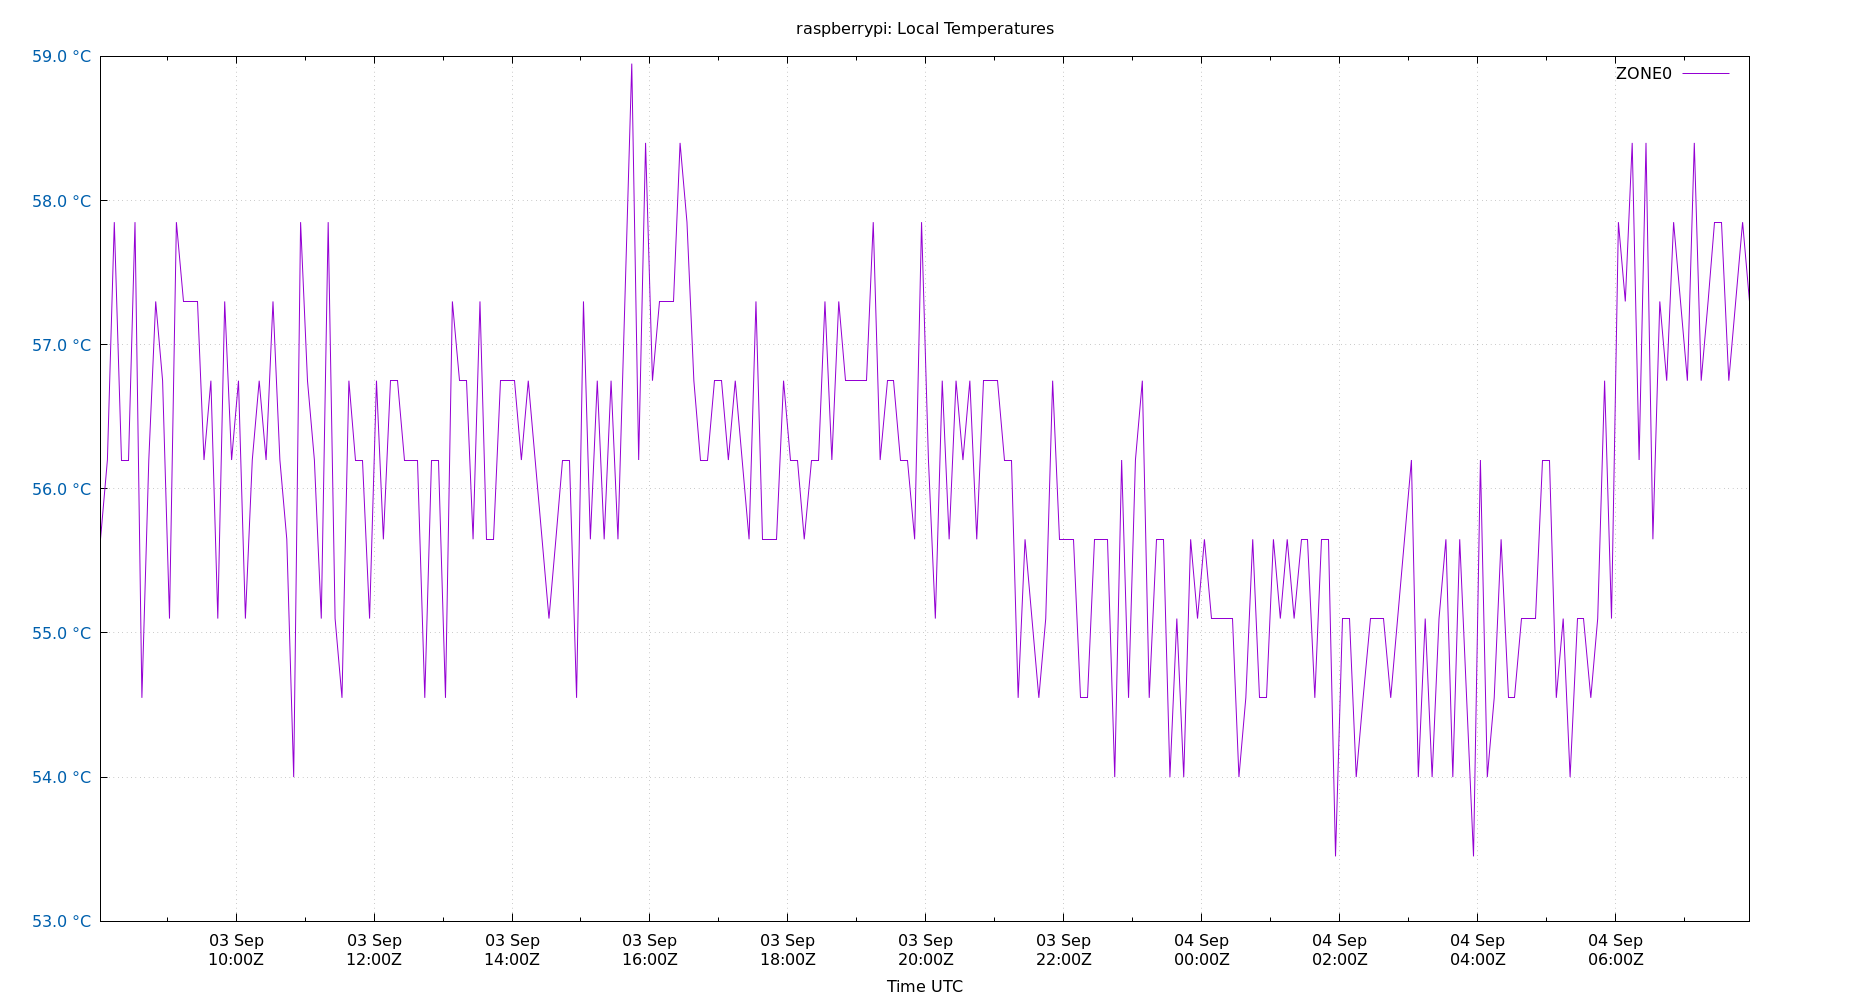 raspberrypi: Local Temperatures
59.0 °C
ZONE0
58.0 °C
57.0 °C
56.0 °C
55.0 °C
54.0 °C
53.0 °C
03 Sep 03 Sep 03 Sep 03 Sep 03 Sep 03 Sep 03 Sep 04 Sep 04 Sep 04 Sep 04 Sep
10:00Z 12:00Z 14:00Z 16:00Z 18:00Z 20:00Z 22:00Z 00:00Z 02:00Z 04:00Z 06:00Z
Time UTC